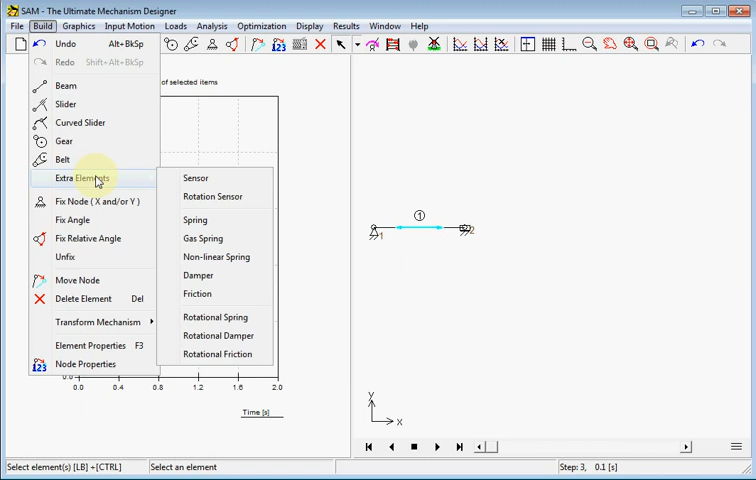 SAM - The Ultimate Mechanism Designer
File Build Graphics Input Motion Loads Analysis Optimization Display Results Window Help
Undo Alt+BkSp
Redo Shift+Alt+BkSp
of selected items
Beam
Slider
Curved Slider
Gear
Belt
Extra Elements
Fix Node ( X and/or Y )
Fix Angle
Fix Relative Angle
Unfix
Move Node
Delete Element Del
Transform Mechanism
Element Properties F3
Node Properties
Sensor
Rotation Sensor
Spring
Gas Spring
Non-linear Spring
Damper
Friction
Rotational Spring
Rotational Damper
Rotational Friction
123
123
1
1
2
0.0
0.0 0.4 0.8 1.2 1.6 2.0
Time [s]
Y
X
Select element(s) [LB] +[CTRL] Select an element Step: 3, 0.1 [s]